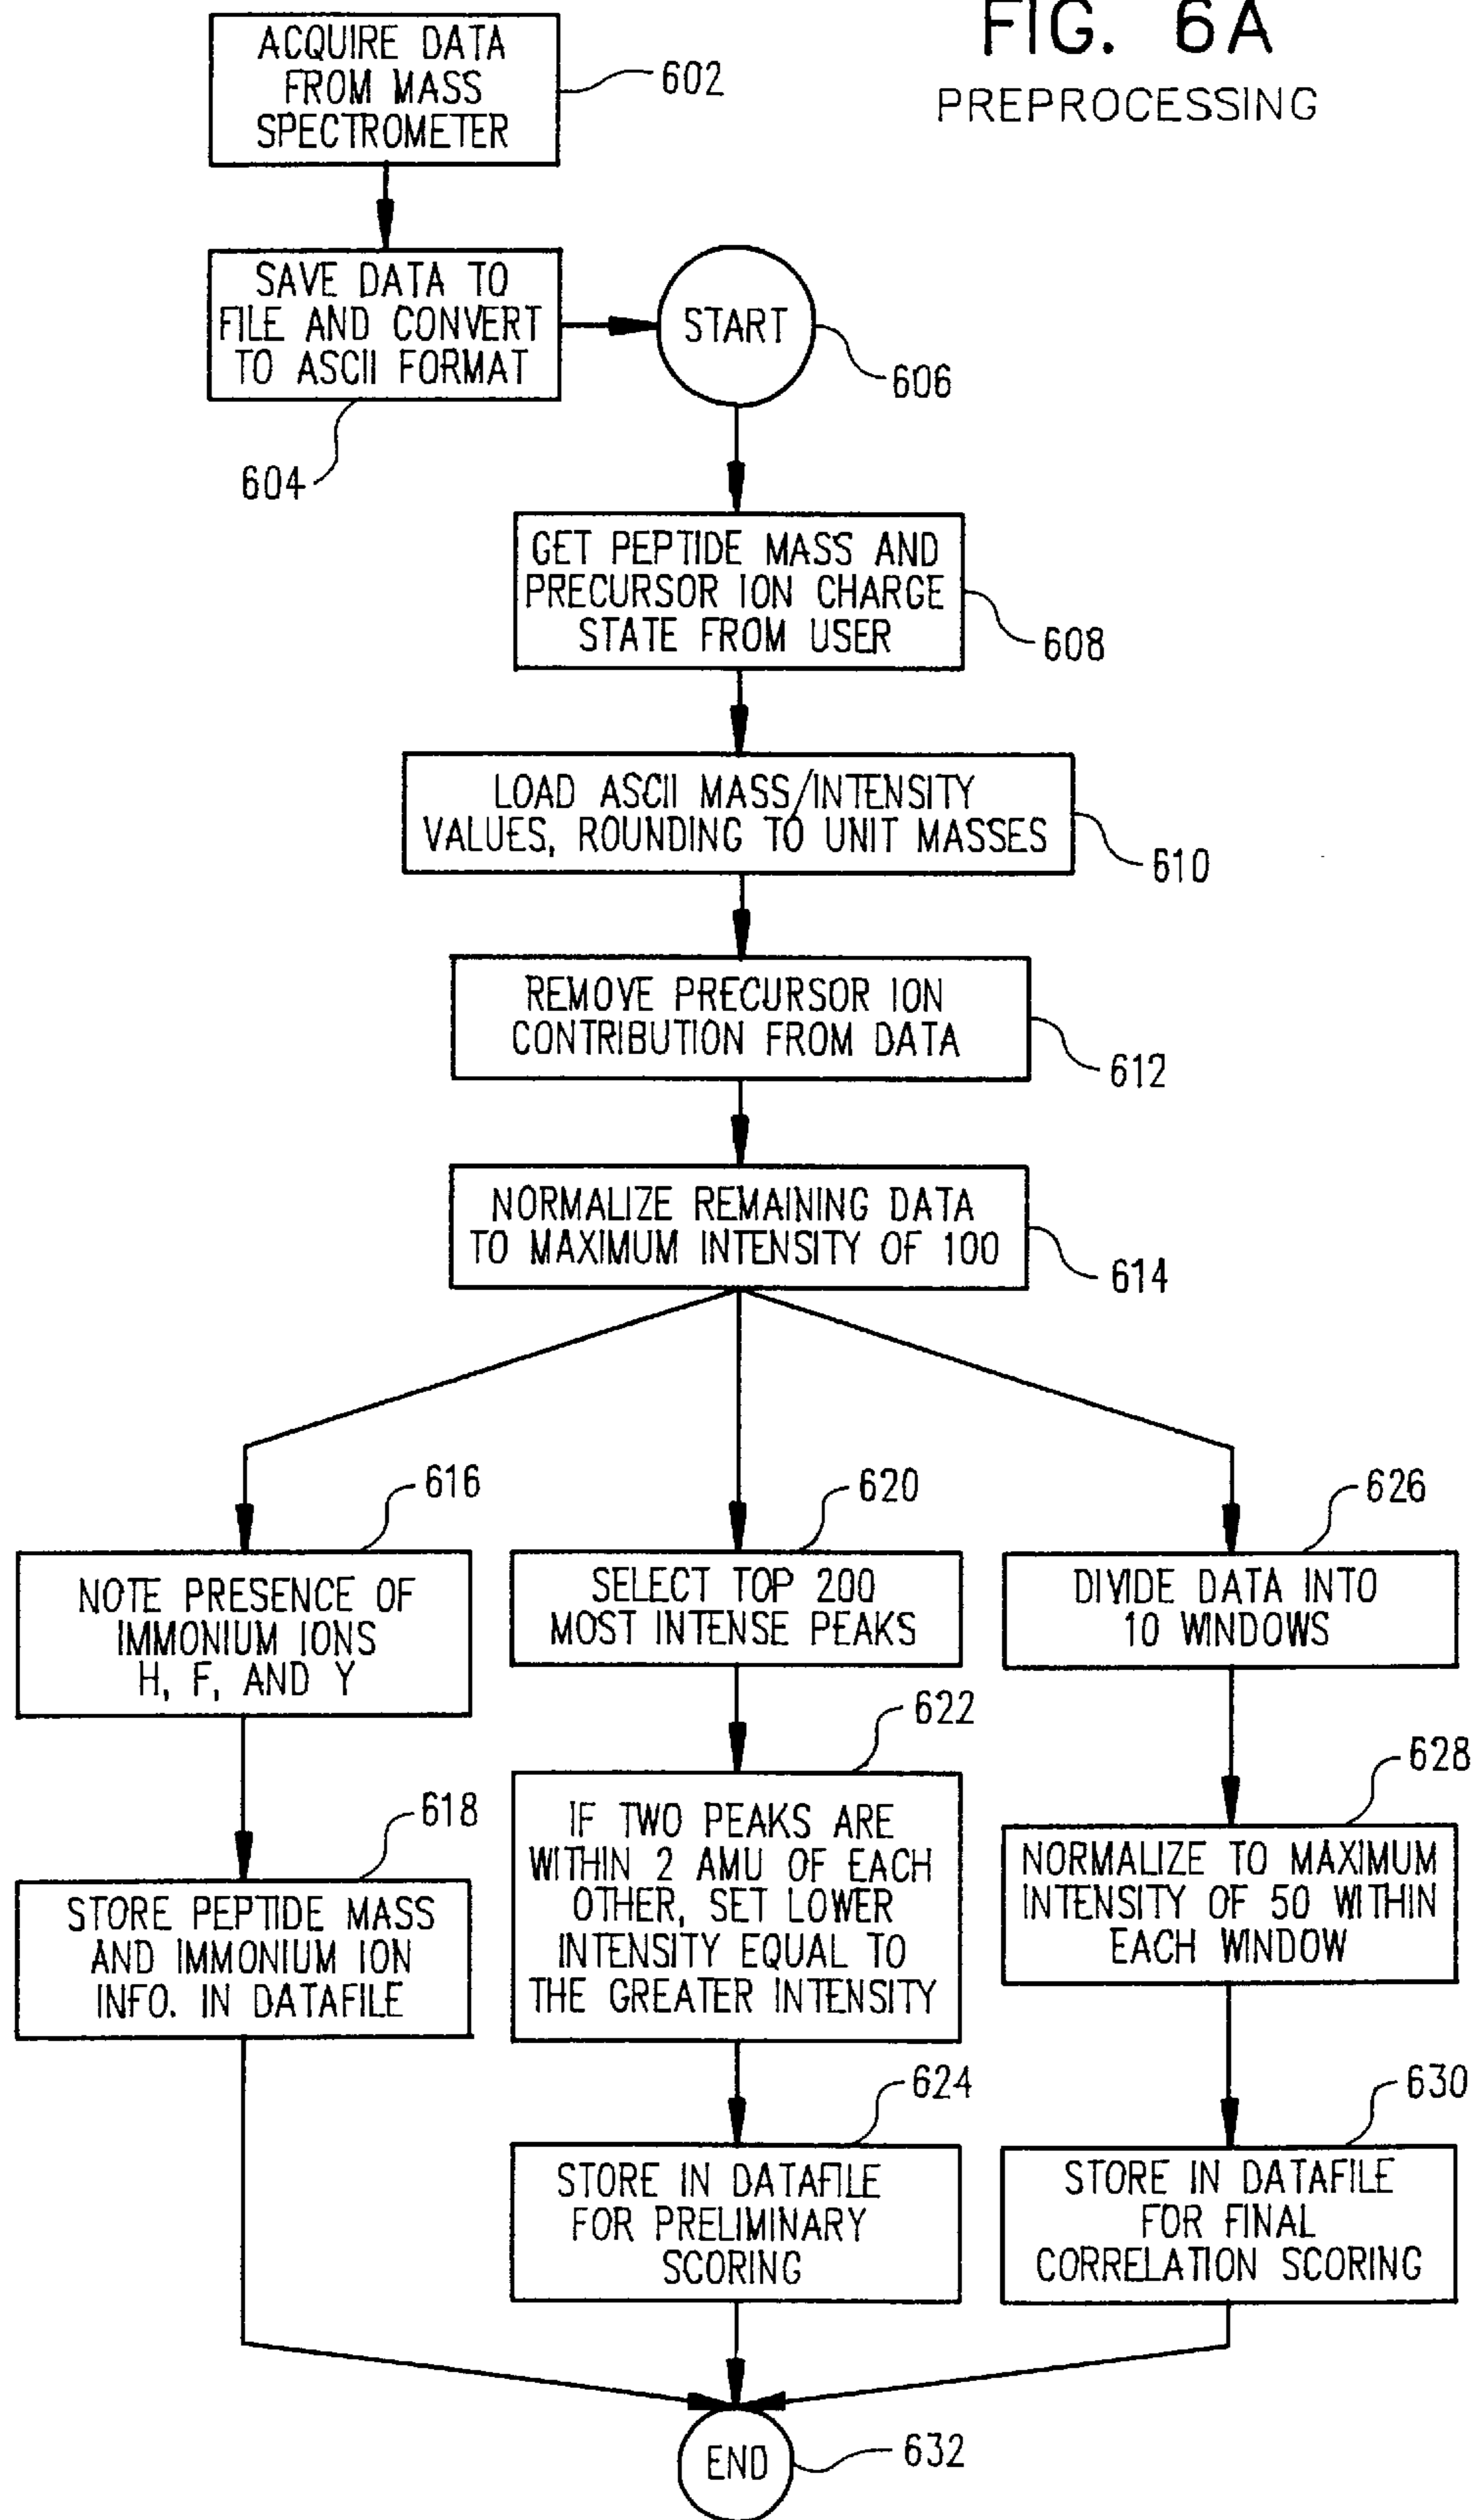 FIG. 6A
PREPROCESSING
ACQUIRE DATA
FROM MASS
SPECTROMETER
602
SAVE DATA TO
FILE AND CONVERT
TO ASCII FORMAT
604
START
606
GET PEPTIDE MASS AND
PRECURSOR ION CHARGE
STATE FROM USER
608
LOAD ASCII MASS/INTENSITY
VALUES, ROUNDING TO UNIT MASSES
610
REMOVE PRECURSOR ION
CONTRIBUTION FROM DATA
612
NORMALIZE REMAINING DATA
TO MAXIMUM INTENSITY OF 100
614
616
NOTE PRESENCE OF
IMMONIUM IONS
H, F, AND Y
618
STORE PEPTIDE MASS
AND IMMONIUM ION
INFO. IN DATAFILE
620
SELECT TOP 200
MOST INTENSE PEAKS
622
IF TWO PEAKS ARE
WITHIN 2 AMU OF EACH
OTHER, SET LOWER
INTENSITY EQUAL TO
THE GREATER INTENSITY
624
STORE IN DATAFILE
FOR PRELIMINARY
SCORING
626
DIVIDE DATA INTO
10 WINDOWS
628
NORMALIZE TO MAXIMUM
INTENSITY OF 50 WITHIN
EACH WINDOW
630
STORE IN DATAFILE
FOR FINAL
CORRELATION SCORING
END
632